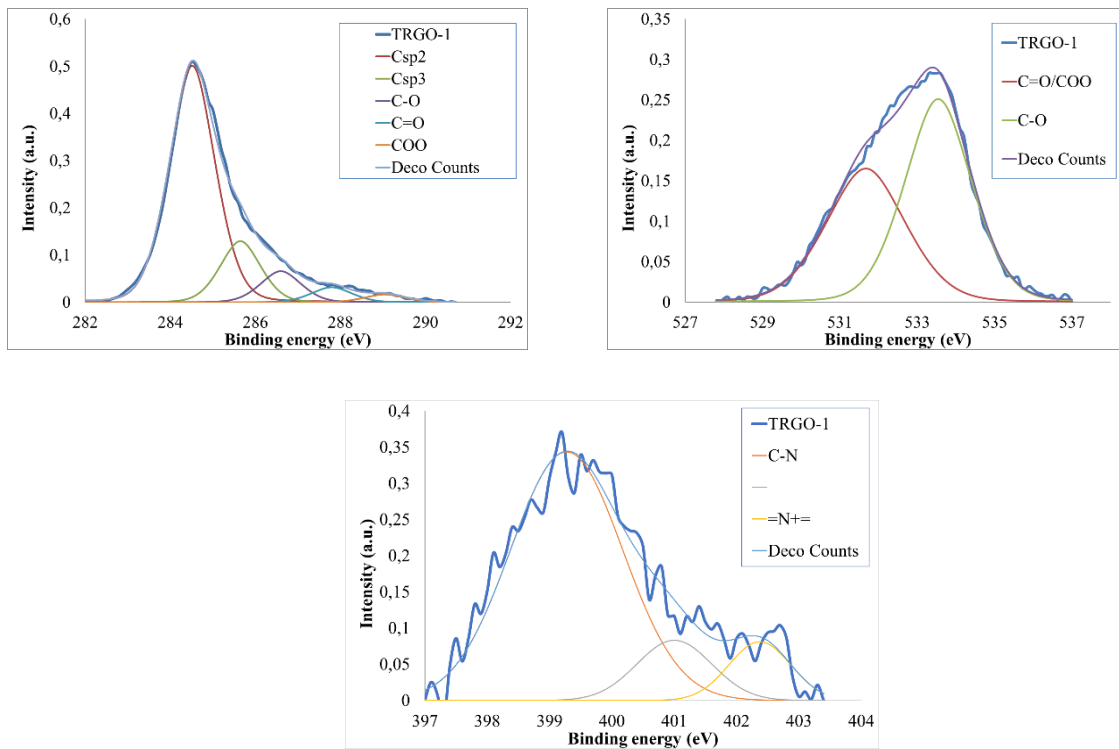 0,6
0,5
0,4
0,3
0,2
0,1
0
Intensity (a.u.)
282 284 286 288 290 292
Binding energy (eV)
TRGO-1
Csp2
Csp3
C-O
C=O
COO
Deco Counts
0,35
0,3
0,25
0,2
0,15
0,1
0,05
0
Intensity (a.u.)
527 529 531 533 535 537
Binding energy (eV)
TRGO-1
C=O/COO
C-O
Deco Counts
0,4
0,35
0,3
0,25
0,2
0,15
0,1
0,05
0
Intensity (a.u.)
397 398 399 400 401 402 403 404
Binding energy (eV)
TRGO-1
C-N
=N+=
Deco Counts